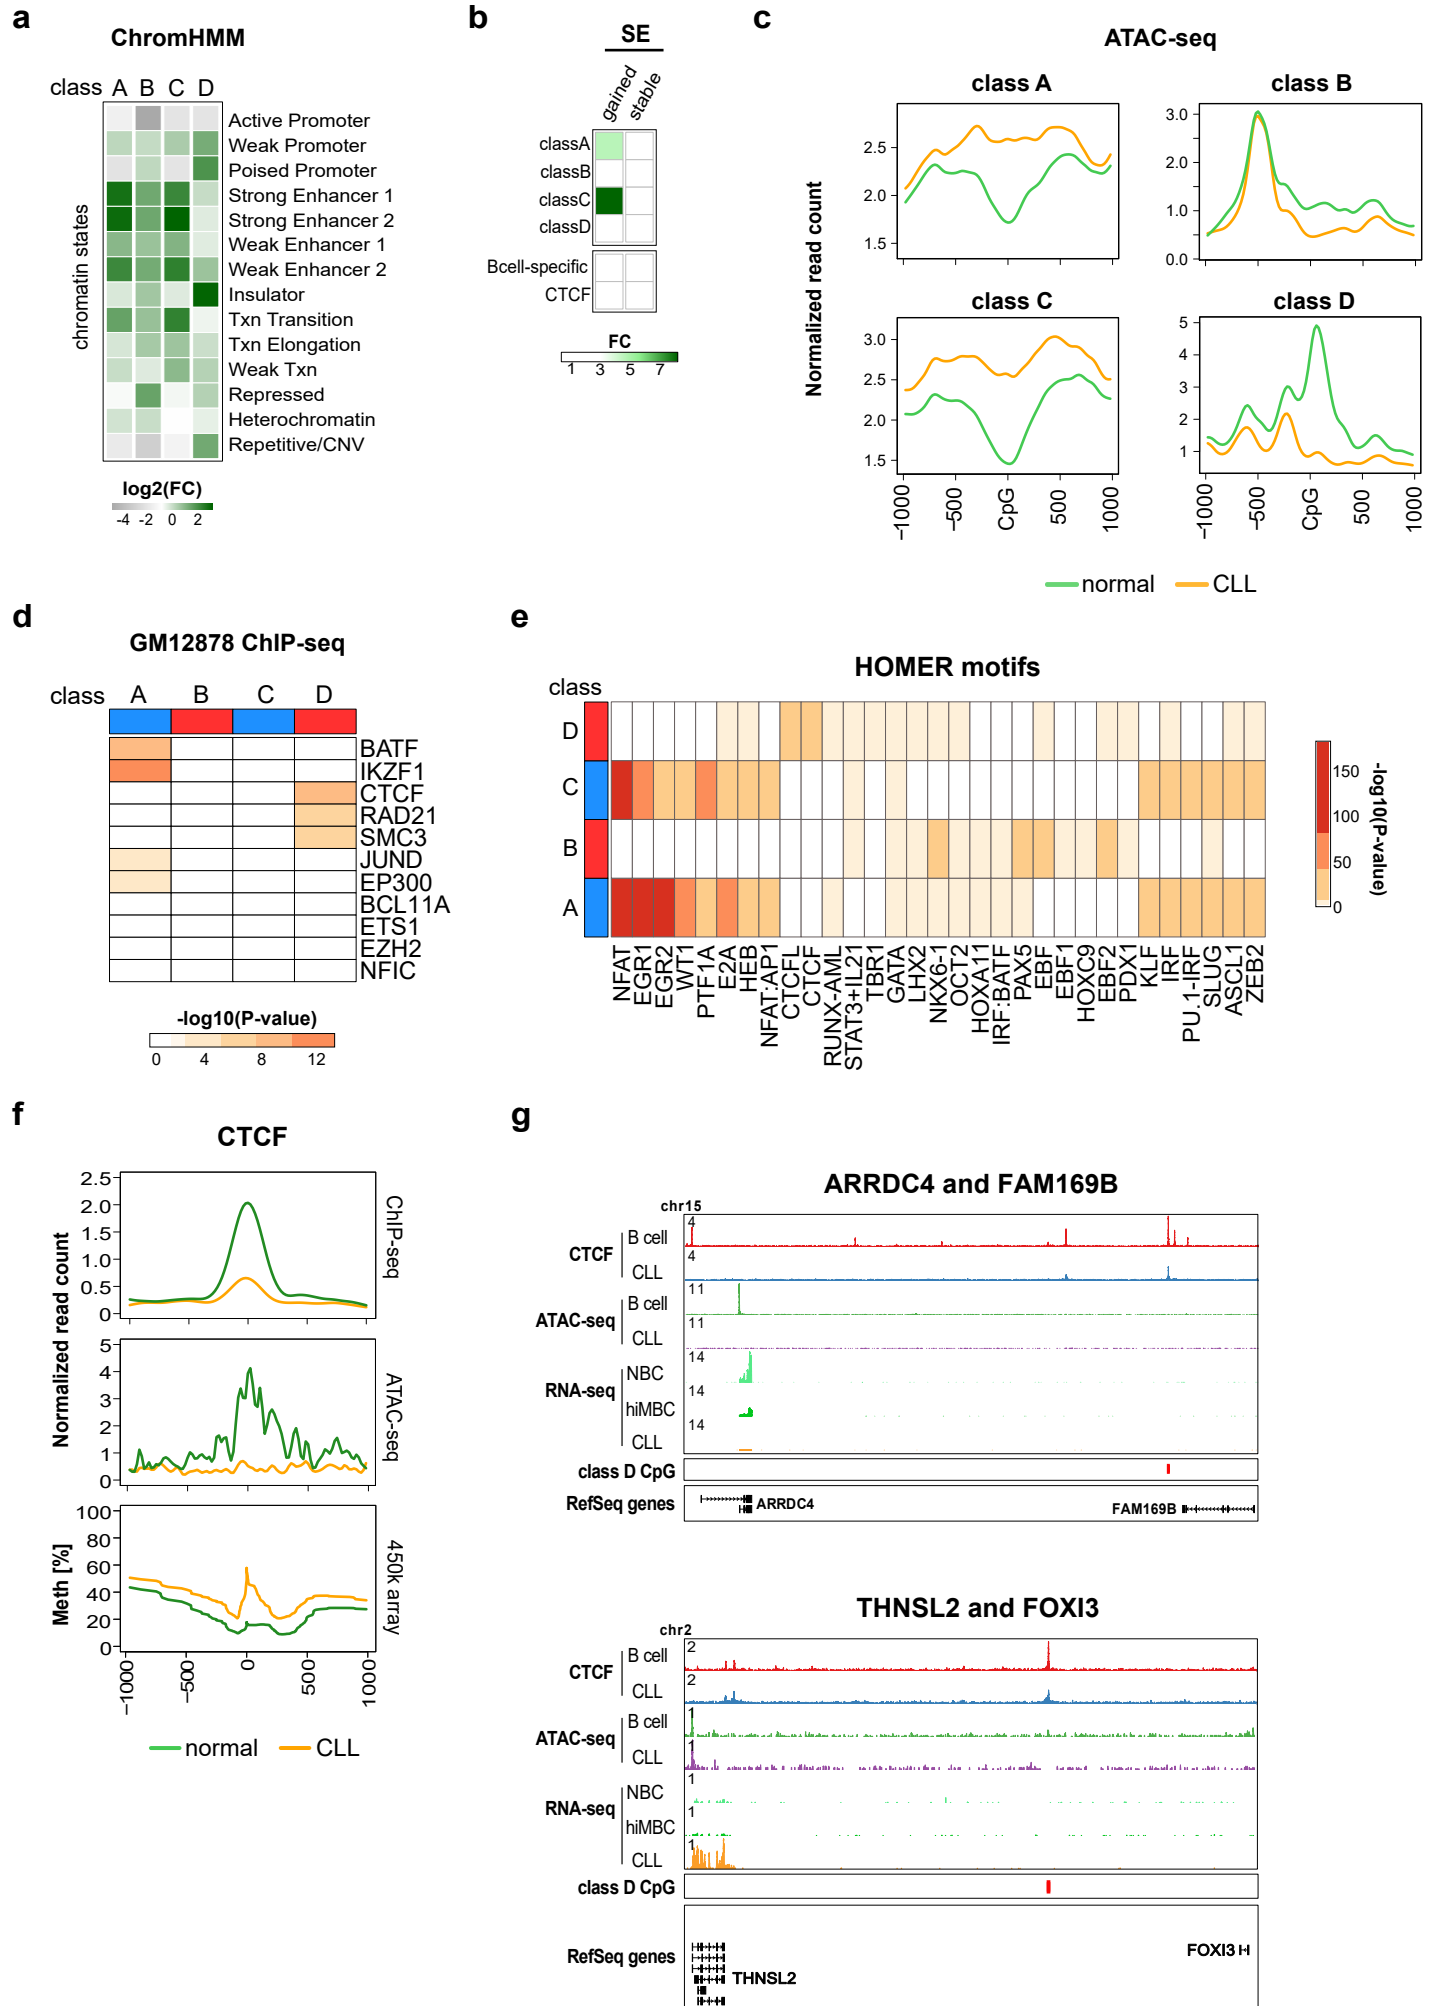 a
ChromHMM
class A B C D
chromatin states
Active Promoter
Weak Promoter
Poised Promoter
Strong Enhancer 1
Strong Enhancer 2
Weak Enhancer 1
Weak Enhancer 2
Insulator
Txn Transition
Txn Elongation
Weak Txn
Repressed
Heterochromatin
Repetitive/CNV
log2(FC)
-4 -2 0 2
b
SE
gained stable
classA
classB
classC
classD
Bcell-specific
CTCF
FC
1 3 5 7
c
ATAC-seq
Normalized read count
class A
2.5
2.0
1.5
class B
3.0
2.0
1.0
0.0
class C
3.0
2.5
2.0
1.5
−1000 −500 CpG 500 1000
class D
5
4
3
2
1
−1000 −500 CpG 500 1000
normal CLL
d
GM12878 ChIP-seq
class A B C D
BATF
IKZF1
CTCF
RAD21
SMC3
JUND
EP300
BCL11A
ETS1
EZH2
NFIC
-log10(P-value)
0 4 8 12
e
HOMER motifs
class
D
C
B
A
NFAT EGR1 EGR2 WT1 PTF1A E2A HEB NFAT:AP1 CTCFL CTCF RUNX-AML STAT3+IL21 TBR1 GATA LHX2 NKX6-1 OCT2 HOXA11 IRF:BATF PAX5 EBF EBF1 HOXC9 EBF2 PDX1 KLF IRF PU.1-IRF SLUG ASCL1 ZEB2
150
100
50
0
-log10(P-value)
f
CTCF
Normalized read count
2.5
2.0
1.5
1.0
0.5
0
ChIP-seq
5
4
3
2
1
0
ATAC-seq
Meth [%]
100
80
60
40
20
0
450k array
−1000 −500 0 500 1000
normal CLL
g
ARRDC4 and FAM169B
chr15
CTCF
B cell 4
CLL 4
ATAC-seq
B cell 11
CLL 11
RNA-seq
NBC 14
hiMBC 14
CLL 14
class D CpG
RefSeq genes ARRDC4 FAM169B
THNSL2 and FOXI3
chr2
CTCF
B cell 2
CLL 2
ATAC-seq
B cell 1
CLL 1
RNA-seq
NBC 1
hiMBC 1
CLL 1
class D CpG
RefSeq genes THNSL2 FOXI3